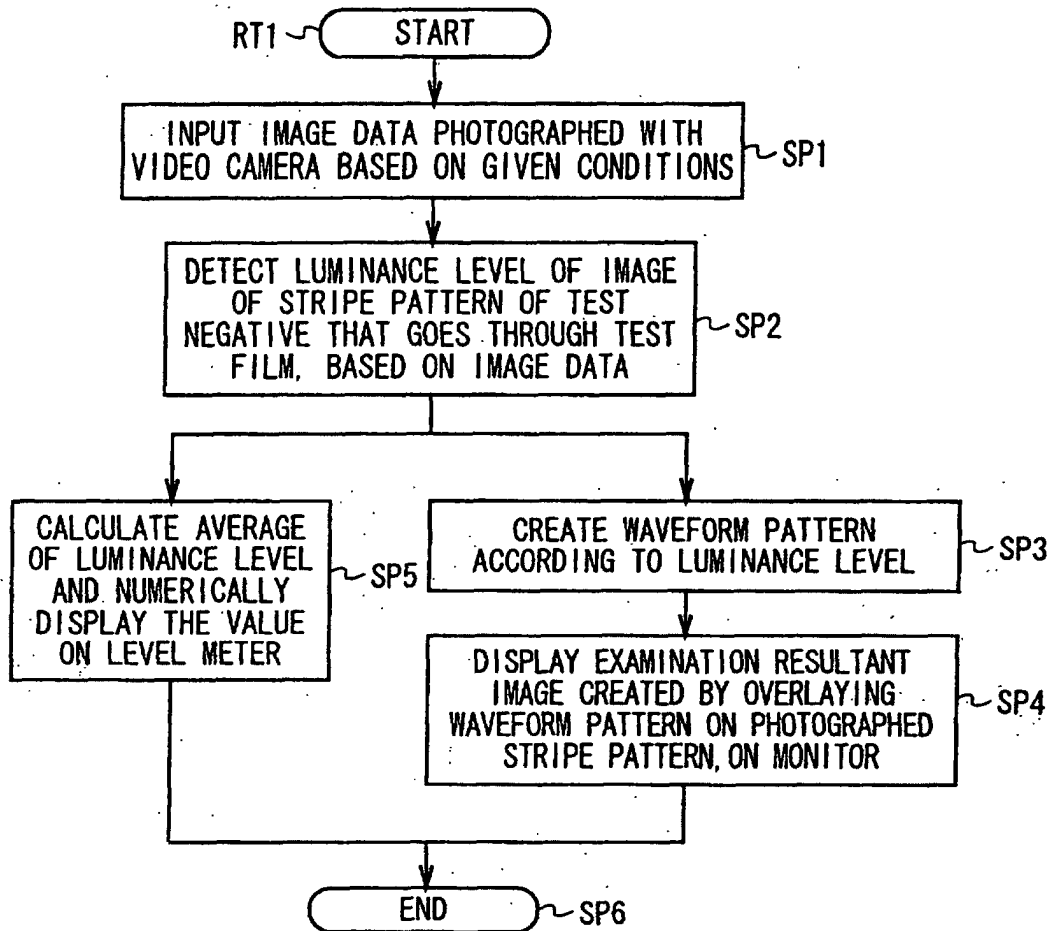 RT1
START
INPUT IMAGE DATA PHOTOGRAPHED WITH
VIDEO CAMERA BASED ON GIVEN CONDITIONS
SP1
DETECT LUMINANCE LEVEL OF IMAGE
OF STRIPE PATTERN OF TEST
NEGATIVE THAT GOES THROUGH TEST
FILM, BASED ON IMAGE DATA
SP2
CALCULATE AVERAGE
OF LUMINANCE LEVEL
AND NUMERICALLY
DISPLAY THE VALUE
ON LEVEL METER
SP5
CREATE WAVEFORM PATTERN
ACCORDING TO LUMINANCE LEVEL
SP3
DISPLAY EXAMINATION RESULTANT
IMAGE CREATED BY OVERLAYING
WAVEFORM PATTERN ON PHOTOGRAPHED
STRIPE PATTERN, ON MONITOR
SP4
END
SP6